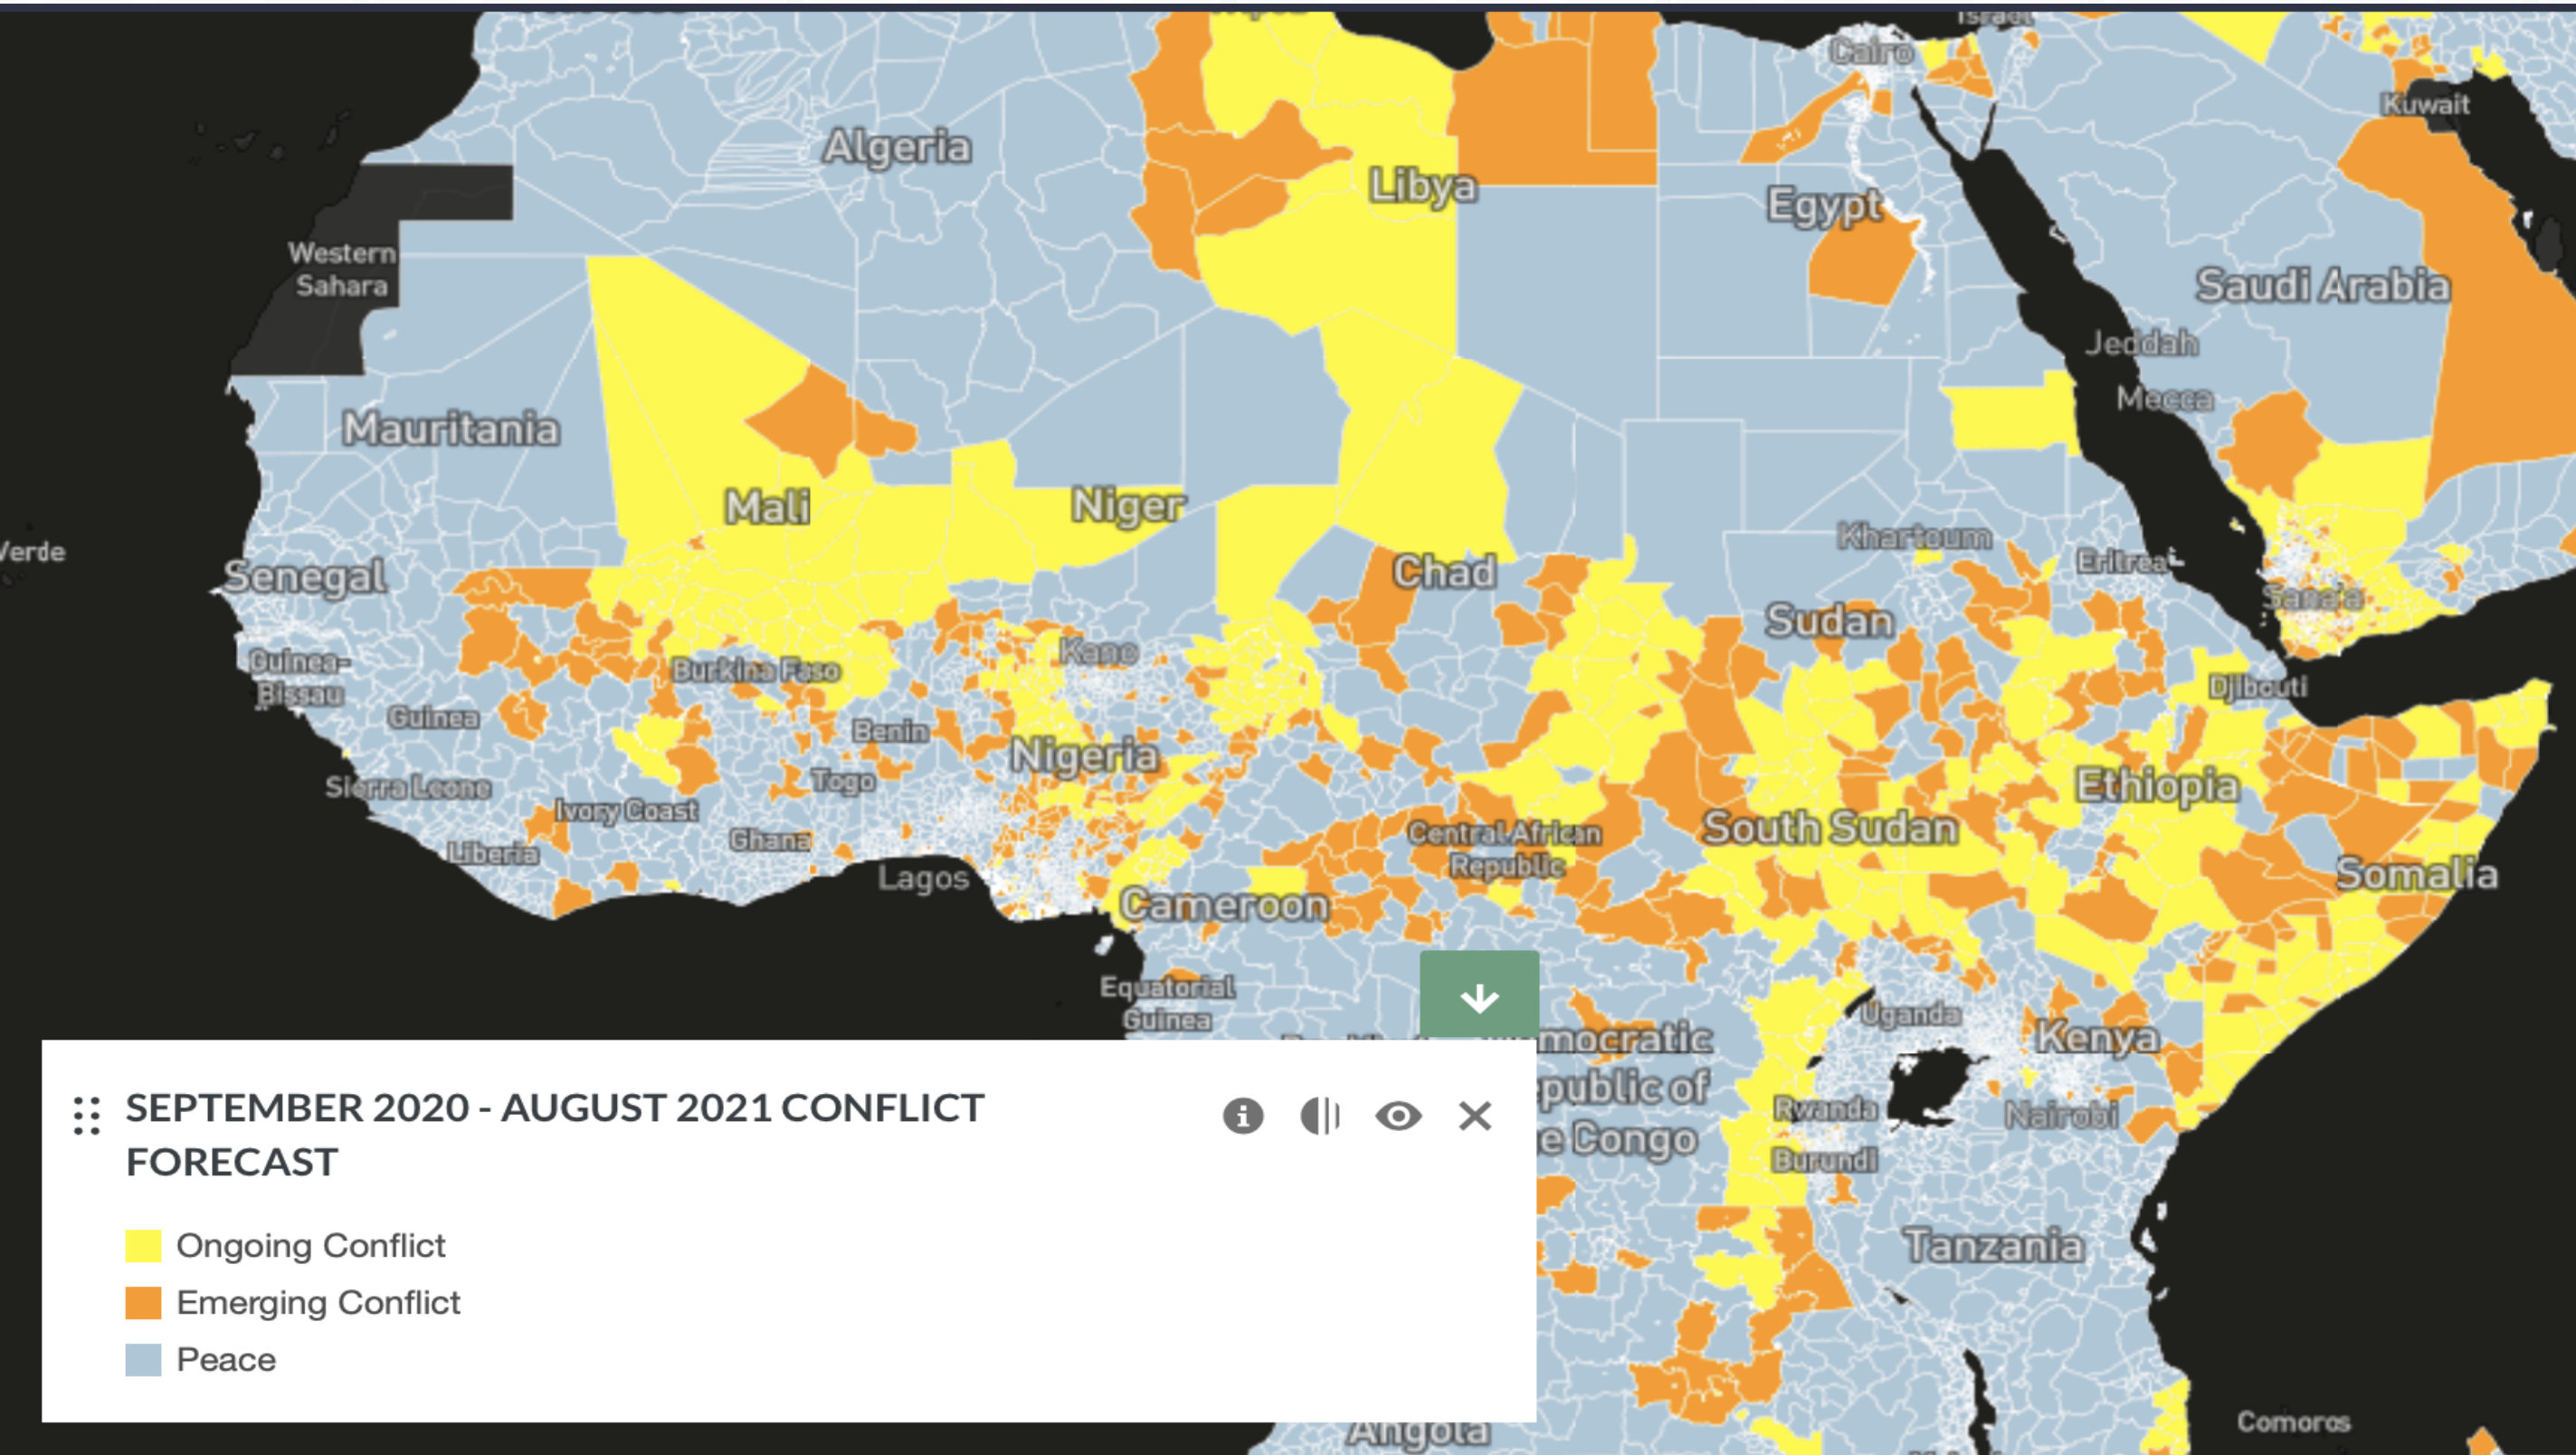 Israel
Cairo
Kuwait
Algeria
Libya
Egypt
Western
Sahara
Saudi Arabia
Jeddah
Mecca
Mauritania
Mali
Niger
Khartoum
Verde
Eritrea
Senegal
Chad
Sana'a
Sudan
Kano
Guinea-
Bissau
Burkina Faso
Djibouti
Guinea
Benin
Nigeria
Sierra Leone
Togo
Ethiopia
Ivory Coast
Ghana
Central African
Republic
South Sudan
Liberia
Lagos
Somalia
Cameroon
Equatorial
Guinea
Uganda
mocratic
Kenya
epublic of
Rwanda
Nairobi
e Congo
Burundi
SEPTEMBER 2020 - AUGUST 2021 CONFLICT
FORECAST
Ongoing Conflict
Tanzania
Emerging Conflict
Peace
Angola
Comoros